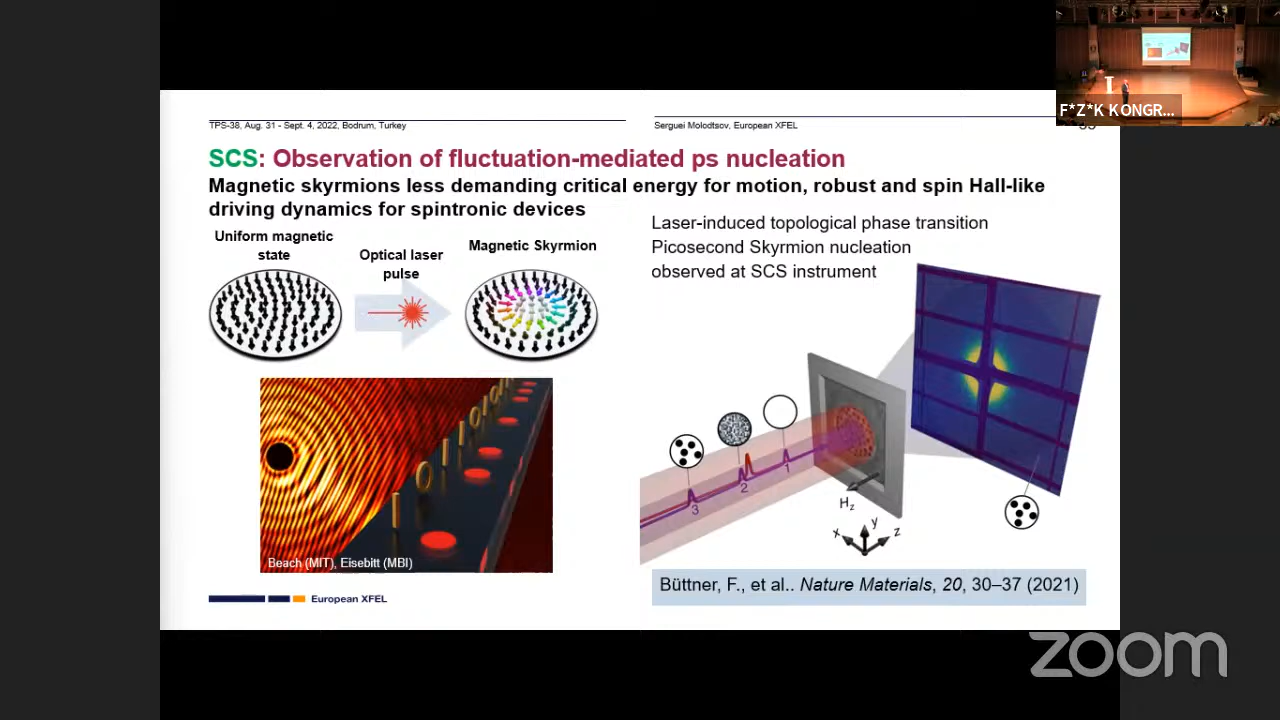 F*Z*K KONGR...
TPS-38, Aug. 31 - Sept. 4, 2022, Bodrum, Turkey
Serguei Molodtsov, European XFEL
SCS: Observation of fluctuation-mediated ps nucleation
Magnetic skyrmions less demanding critical energy for motion, robust and spin Hall-like
driving dynamics for spintronic devices
Uniform magnetic
state
Optical laser
pulse
Magnetic Skyrmion
Laser-induced topological phase transition
Picosecond Skyrmion nucleation
observed at SCS instrument
1
2
3
Hz
x
y
z
Beach (MIT), Eisebitt (MBI)
Büttner, F., et al.. Nature Materials, 20, 30–37 (2021)
European XFEL
zoom